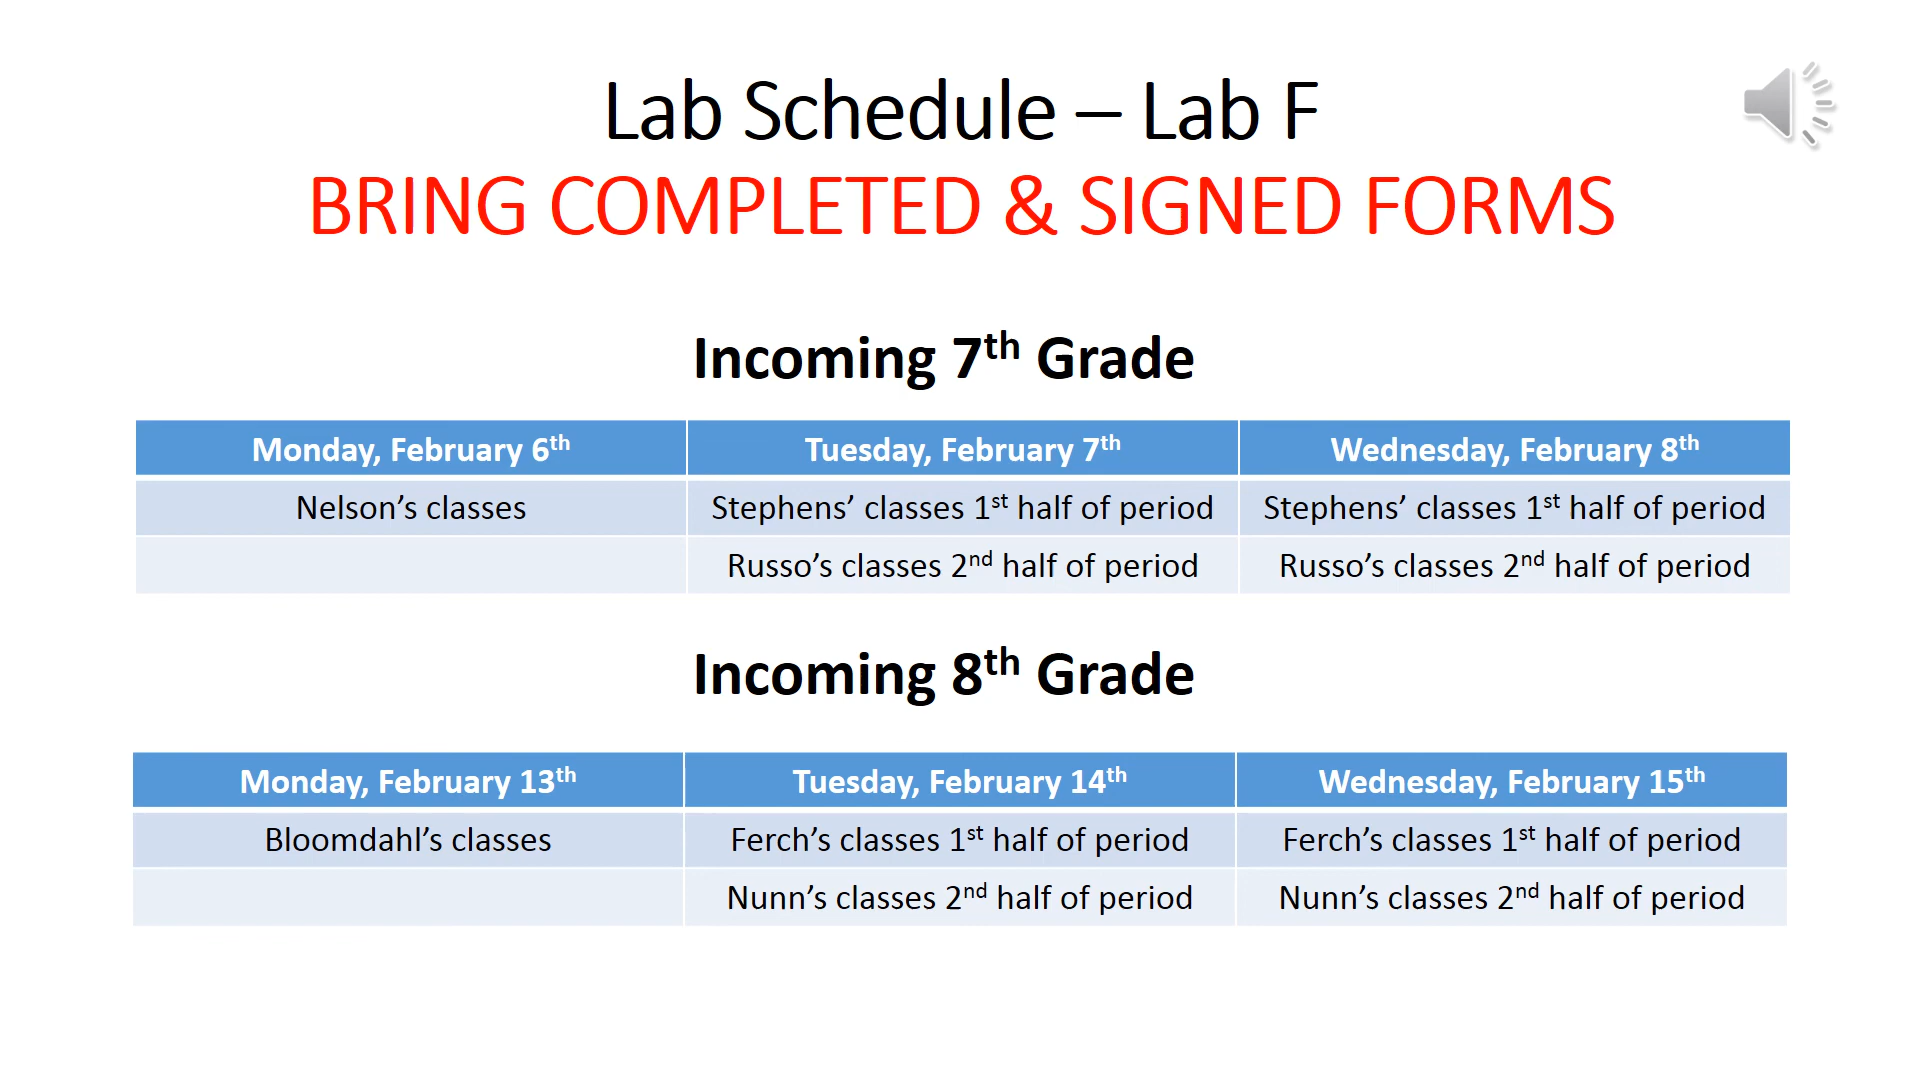 Lab Schedule – Lab F
BRING COMPLETED & SIGNED FORMS
Incoming 7th Grade
Monday, February 6th Tuesday, February 7th Wednesday, February 8th
Nelson’s classes Stephens’ classes 1st half of period Stephens’ classes 1st half of period
Russo’s classes 2nd half of period Russo’s classes 2nd half of period
Incoming 8th Grade
Monday, February 13th Tuesday, February 14th Wednesday, February 15th
Bloomdahl’s classes Ferch’s classes 1st half of period Ferch’s classes 1st half of period
Nunn’s classes 2nd half of period Nunn’s classes 2nd half of period